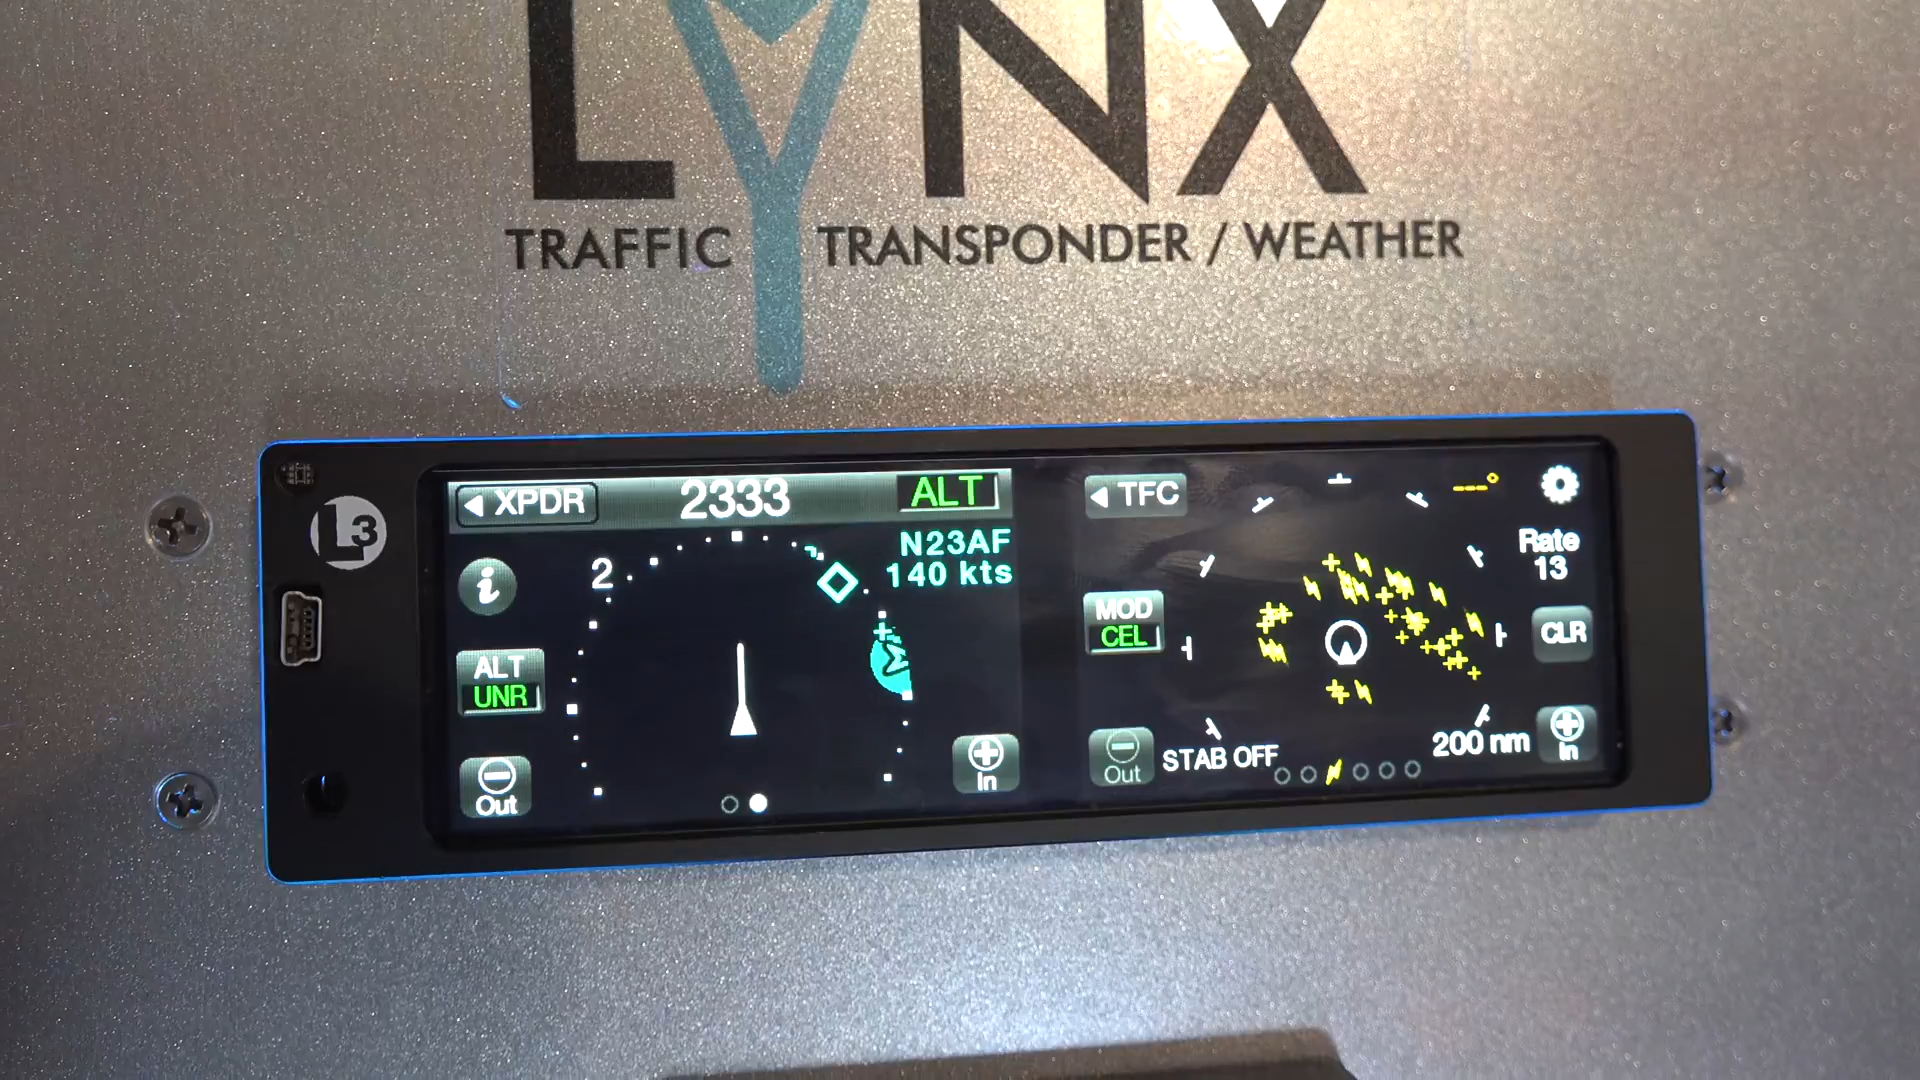 LYNX
TRAFFIC TRANSPONDER / WEATHER
L3
XPDR 2333 ALT
N23AF
140 kts
i
2
ALT
UNR
Out
In
TFC
---°
Rate
13
MOD
CEL
CLR
Out
STAB OFF
200 nm
In